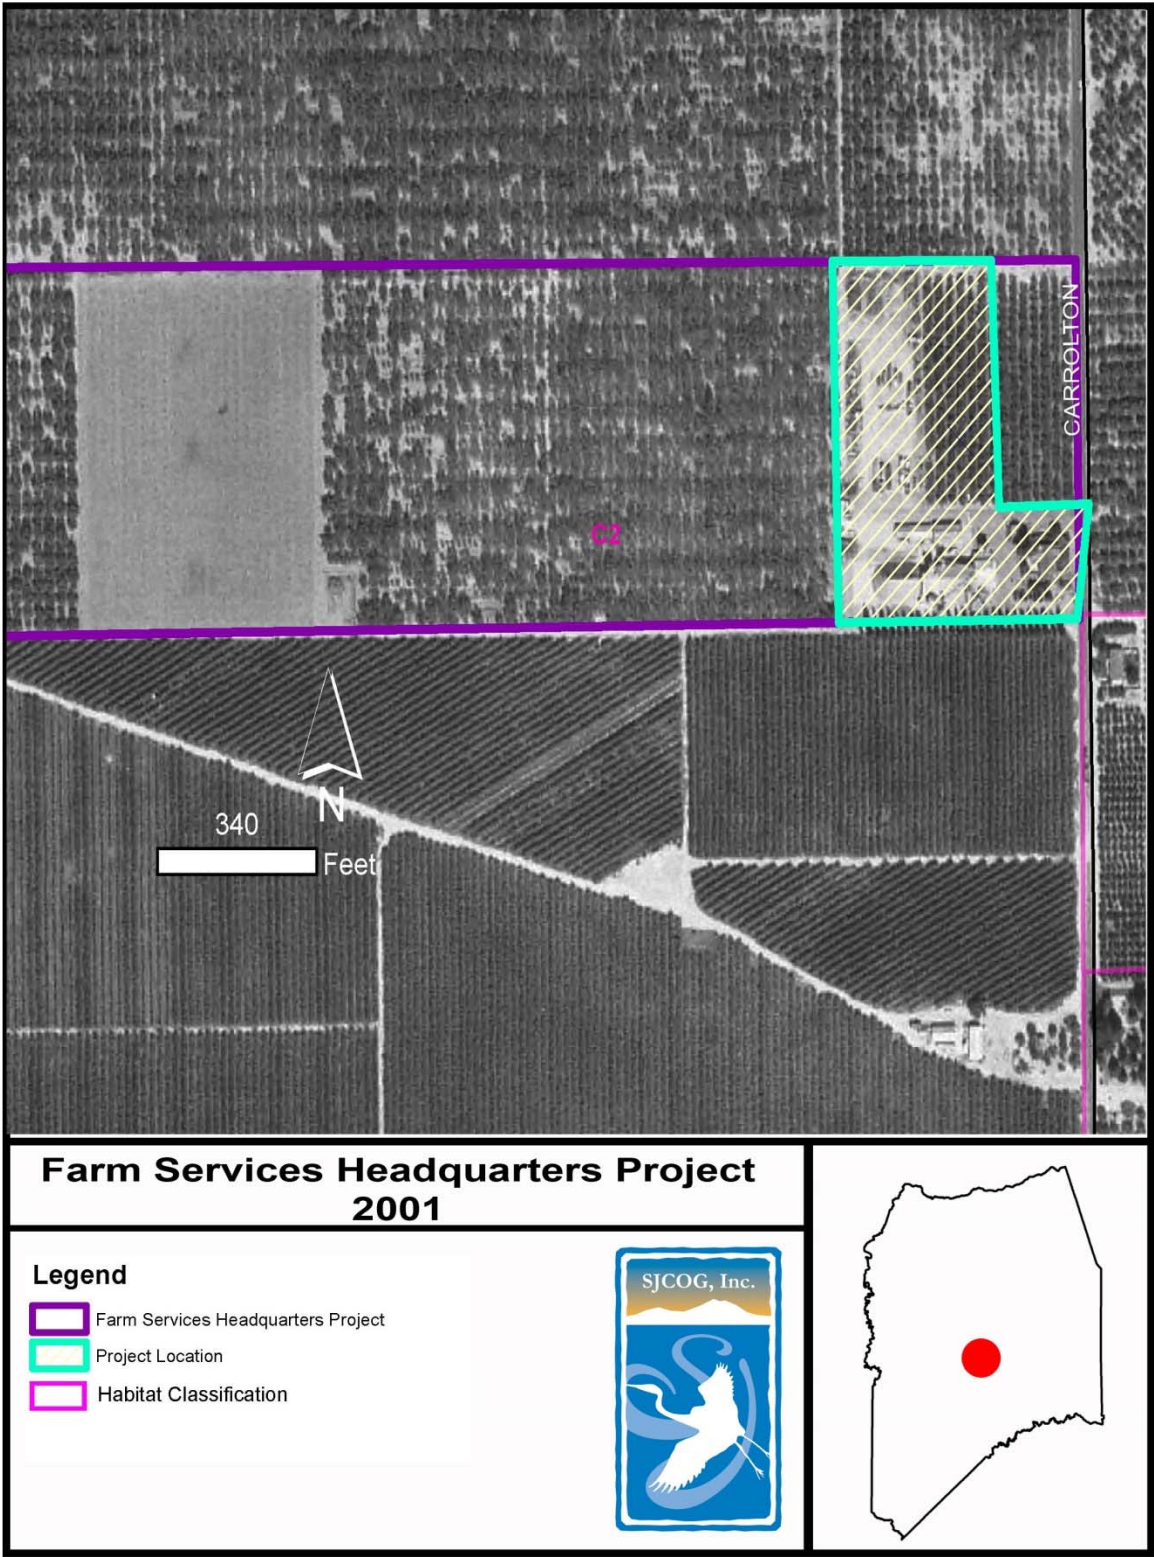 CARROLTON
C2
N
340
Feet
Farm Services Headquarters Project
2001
Legend
Farm Services Headquarters Project
Project Location
Habitat Classification
SJCOG, Inc.